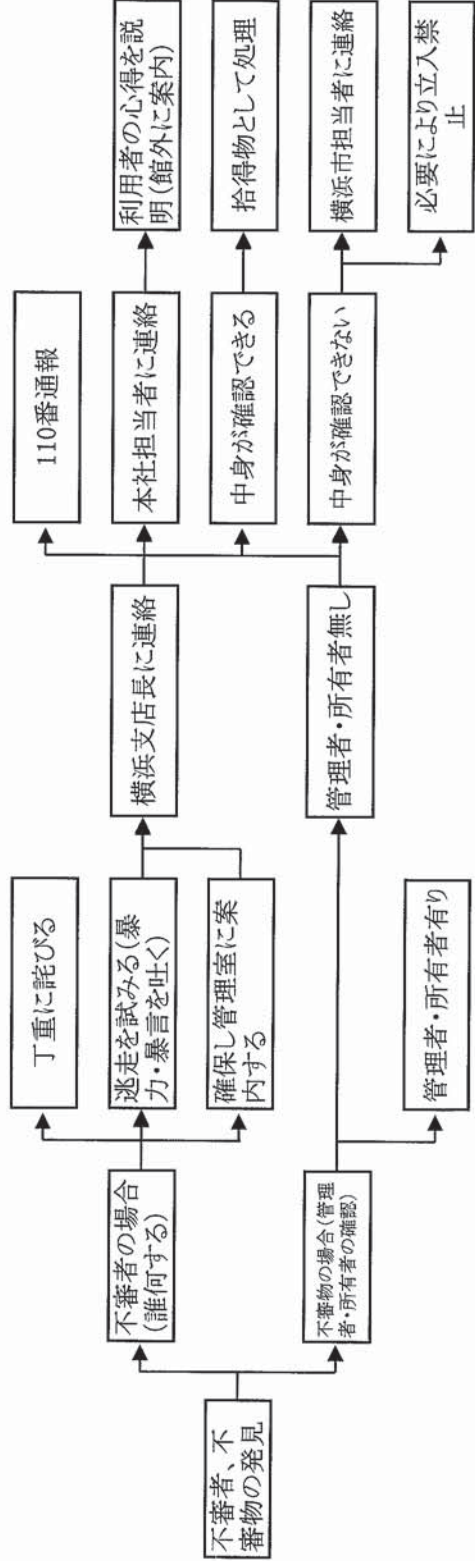 不審者、不
審物の発見
不審者の場合
(誰何する)
丁重に詫びる
逃走を試みる(暴
力・暴言を吐く)
確保し管理室に案
内する
横浜支店長に連絡
110番通報
本社担当者に連絡
利用者の心得を説
明(館外に案内)
不審物の場合(管理
者・所有者の確認)
管理者・所有者有り
管理者・所有者無し
中身が確認できる
拾得物として処理
中身が確認できない
横浜市担当者に連絡
必要により立入禁
止